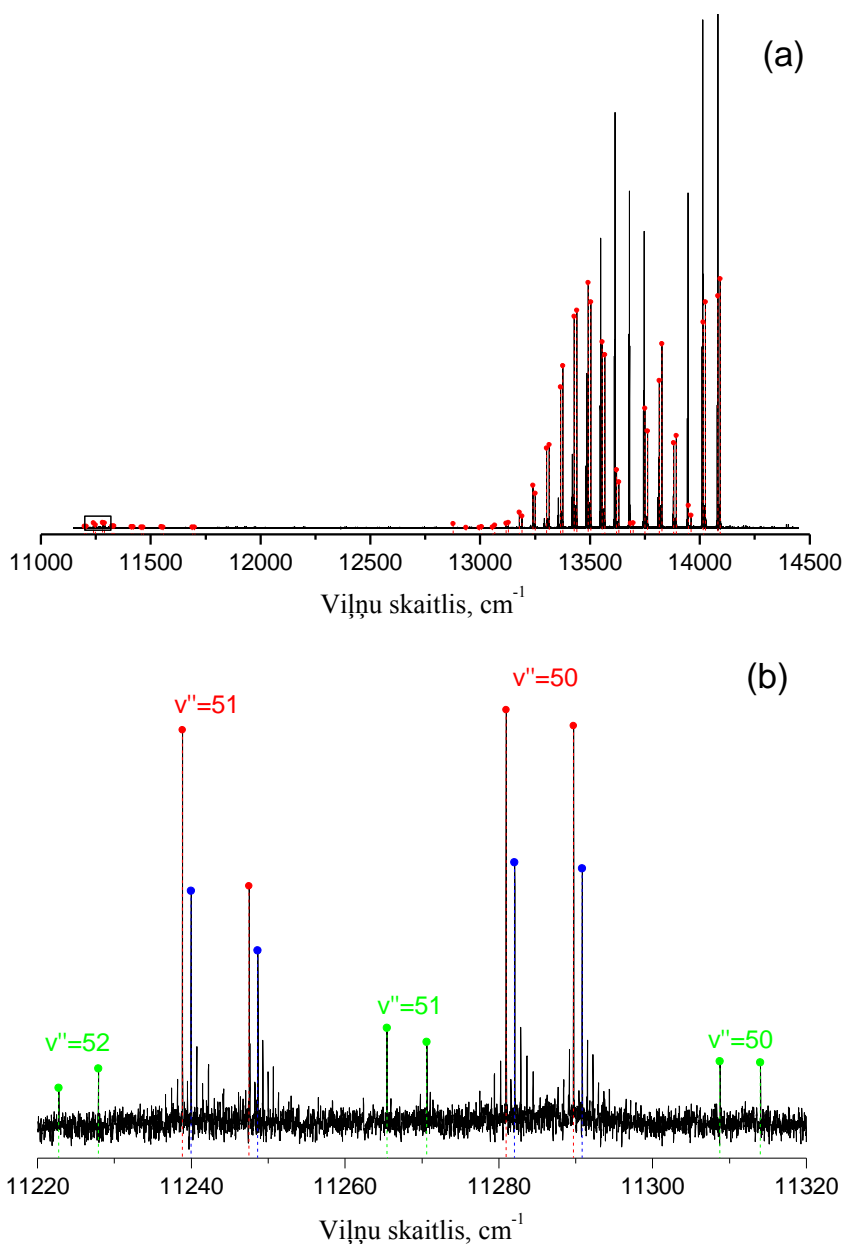 (a)
11000 11500 12000 12500 13000 13500 14000 14500
Viļņu skaitlis, cm-1
(b)
v''=50
v''=51
v''=51
v''=52
v''=50
11220 11240 11260 11280 11300 11320
Viļņu skaitlis, cm-1